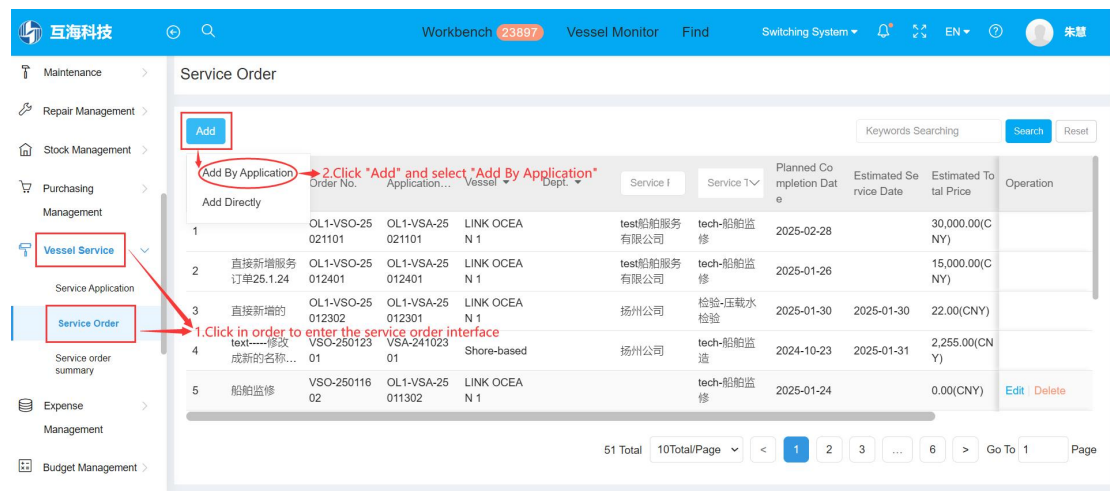 互海科技
Workbench 23897 Vessel Monitor Find Switching System EN 朱慧
Maintenance
Repair Management
Stock Management
Purchasing
Management
Vessel Service
Service Application
Service Order
Service order
summary
Expense
Management
Budget Management
Service Order
Add
Keywords Searching Search Reset
Add By Application
Add Directly
2.Click "Add" and select "Add By Application"
Order No. Application... Vessel Dept. Service F Service T
Planned Co
mpletion Dat
e
Estimated Se
rvice Date
Estimated To
tal Price
Operation
1 OL1-VSO-25
021101
OL1-VSA-25
021101
LINK OCEA
N 1
test船舶服务
有限公司
tech-船舶监
修
2025-02-28
30,000.00(C
NY)
2
直接新增服务
订单25.1.24
OL1-VSO-25
012401
OL1-VSA-25
012401
LINK OCEA
N 1
test船舶服务
有限公司
tech-船舶监
修
2025-01-26
15,000.00(C
NY)
3
直接新增的
OL1-VSO-25
012302
OL1-VSA-25
012301
LINK OCEA
N 1
扬州公司
检验-压载水
检验
2025-01-30
2025-01-30
22.00(CNY)
1.Click in order to enter the service order interface
4
text-----修改
成新的名称...
VSO-250123
01
VSA-241023
01
Shore-based
扬州公司
tech-船舶监
造
2024-10-23
2025-01-31
2,255.00(CN
Y)
5
船舶监修
VSO-250116
02
OL1-VSA-25
011302
LINK OCEA
N 1
tech-船舶监
修
2025-01-24
0.00(CNY)
Edit Delete
51 Total 10Total/Page < 1 2 3 ... 6 > Go To 1 Page